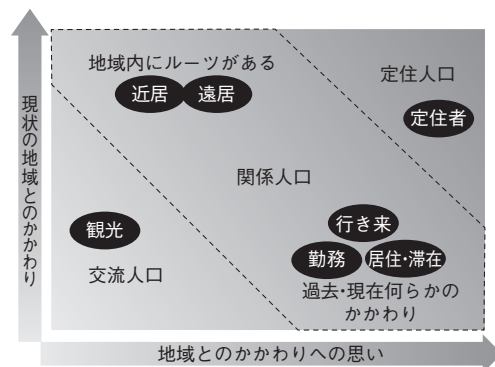 地域内にルーツがある
近居
遠居
定住人口
定住者
現状の地域とのかかわり
関係人口
行き来
観光
勤務
居住・滞在
交流人口
過去・現在何らかの
かかわり
地域とのかかわりへの思い